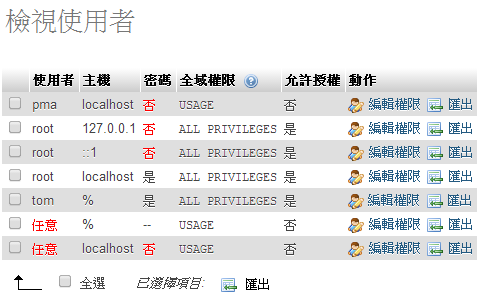 檢視使用者
使用者 主機 密碼 全域權限 允許授權 動作
pma localhost 否 USAGE 否 編輯權限 匯出
root 127.0.0.1 否 ALL PRIVILEGES 是 編輯權限 匯出
root ::1 否 ALL PRIVILEGES 是 編輯權限 匯出
root localhost 是 ALL PRIVILEGES 是 編輯權限 匯出
tom % 是 ALL PRIVILEGES 是 編輯權限 匯出
任意 % -- USAGE 否 編輯權限 匯出
任意 localhost 否 USAGE 否 編輯權限 匯出
全選 已選擇項目: 匯出